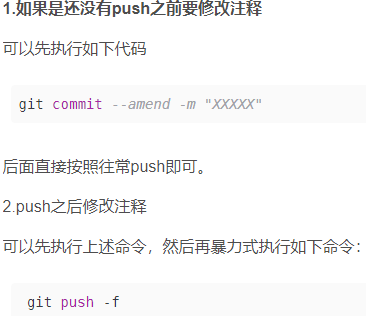 1.如果是还没有push之前要修改注释
可以先执行如下代码
git commit --amend -m "XXXXX"
后面直接按照往常push即可。
2.push之后修改注释
可以先执行上述命令，然后再暴力式执行如下命令：
git push -f